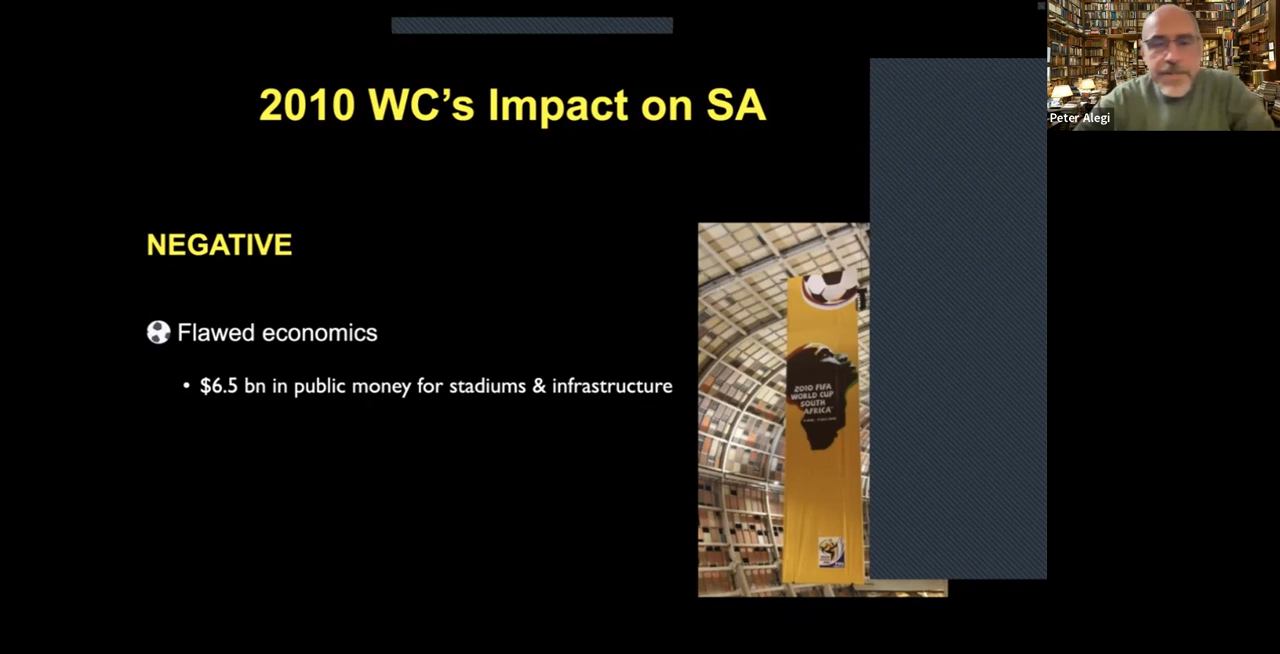 2010 WC's Impact on SA
Peter Alegi
NEGATIVE
Flawed economics
• $6.5 bn in public money for stadiums & infrastructure
2010 FIFA
WORLD CUP
SOUTH
AFRICA